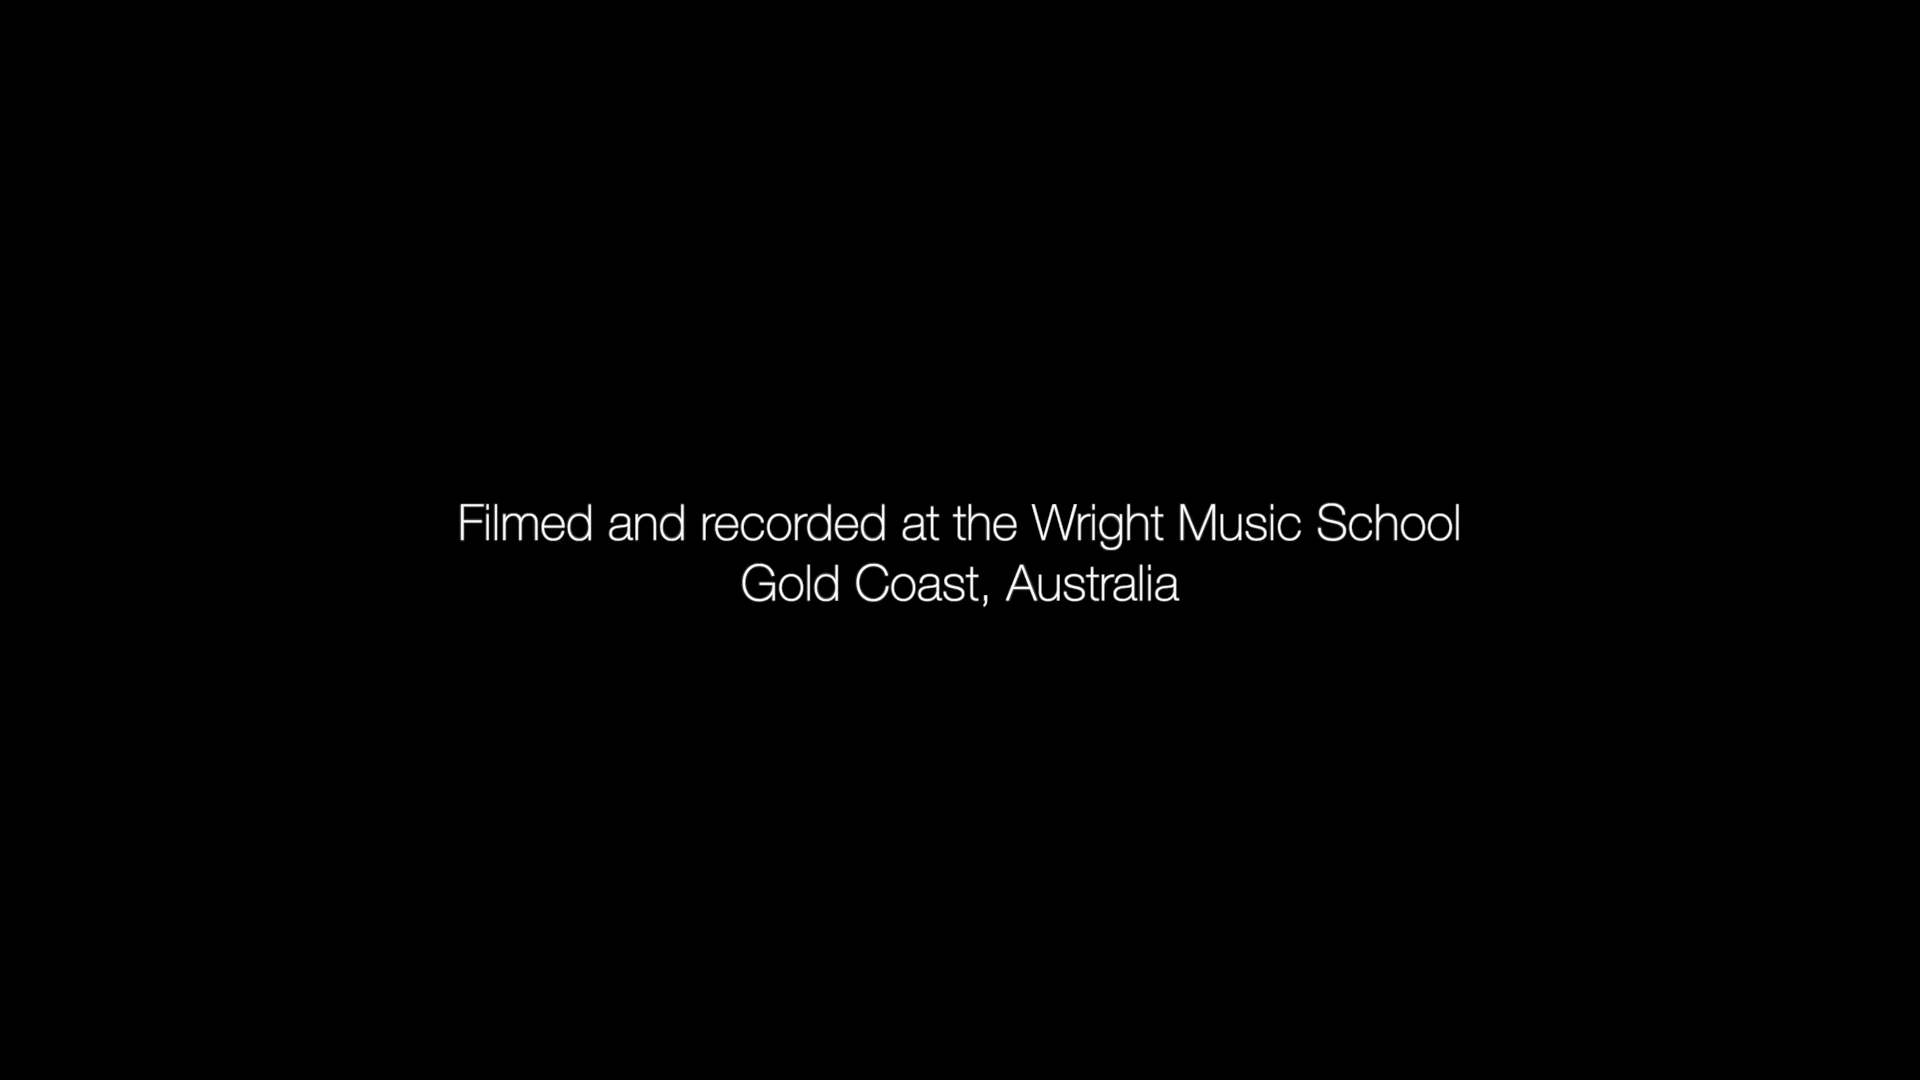 Filmed and recorded at the Wright Music School
Gold Coast, Australia